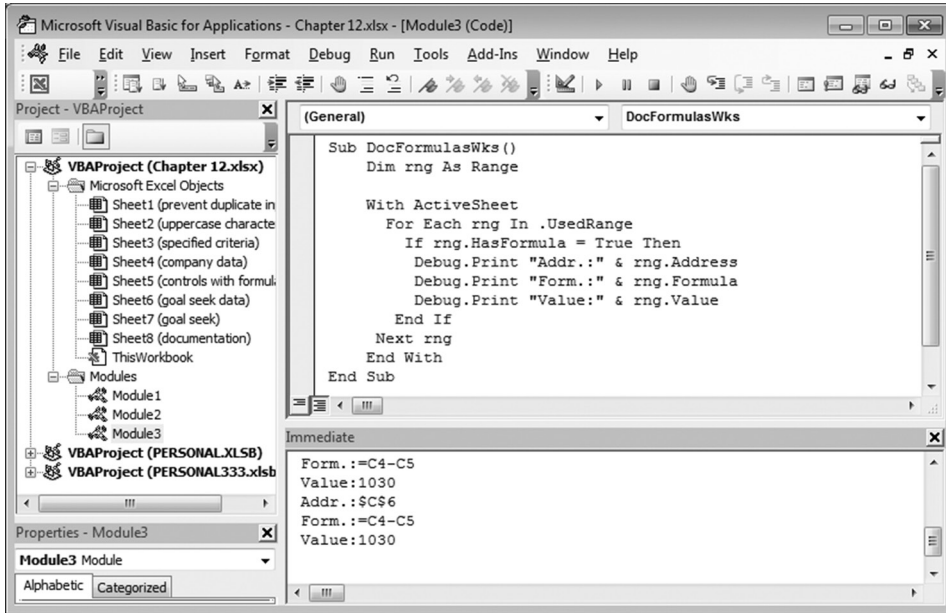 Microsoft Visual Basic for Applications - Chapter 12.xlsx - [Module3 (Code)]
File Edit View Insert Format Debug Run Tools Add-Ins Window Help
Project - VBAProject
VBAProject (Chapter 12.xlsx)
Microsoft Excel Objects
Sheet1 (prevent duplicate in
Sheet2 (uppercase characte
Sheet3 (specified criteria)
Sheet4 (company data)
Sheet5 (controls with formul
Sheet6 (goal seek data)
Sheet7 (goal seek)
Sheet8 (documentation)
ThisWorkbook
Modules
Module1
Module2
Module3
VBAProject (PERSONAL.XLSB)
VBAProject (PERSONAL333.xlsb
Properties - Module3
Module3 Module
Alphabetic Categorized
(General) DocFormulasWks
Sub DocFormulasWks()
Dim rng As Range
With ActiveSheet
For Each rng In .UsedRange
If rng.HasFormula = True Then
Debug.Print "Addr.:" & rng.Address
Debug.Print "Form.:" & rng.Formula
Debug.Print "Value:" & rng.Value
End If
Next rng
End With
End Sub
Immediate
Form.:=C4-C5
Value:1030
Addr.:$C$6
Form.:=C4-C5
Value:1030